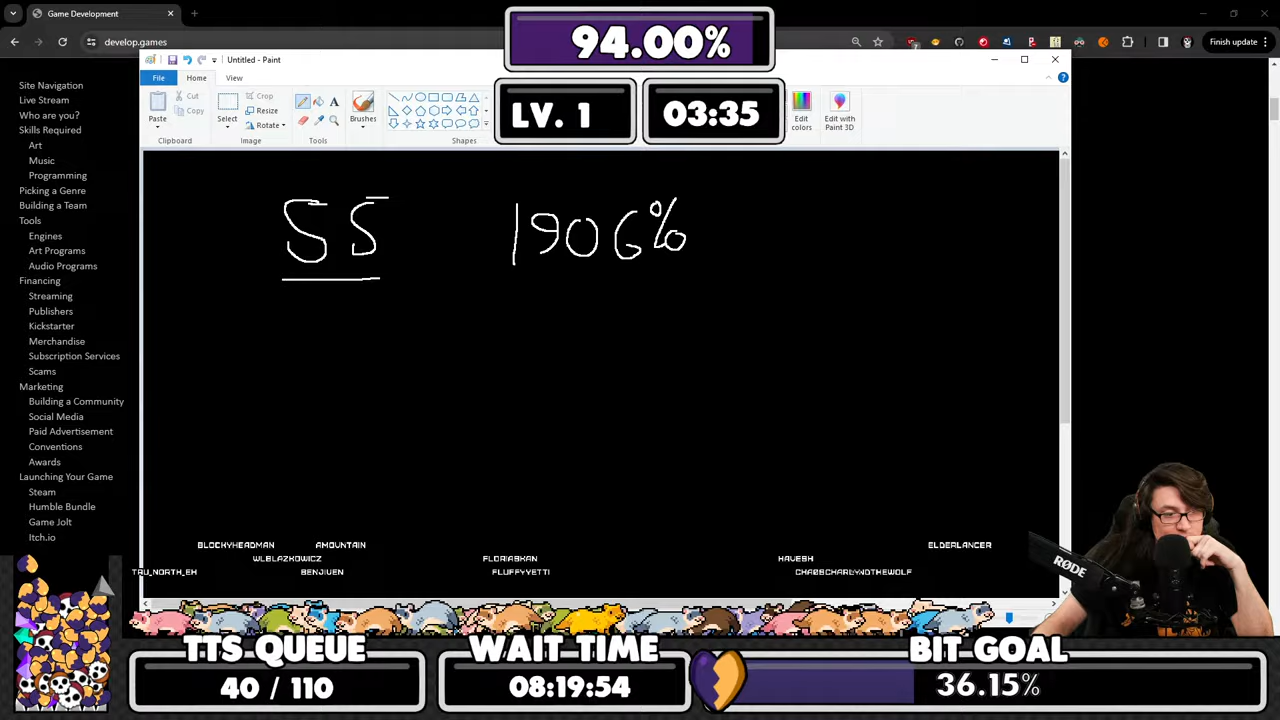 Game Development
develop.games
Finish update
94.00%
LV. 1
03:35
Untitled - Paint
File
Home
View
Paste
Cut
Copy
Clipboard
Select
Crop
Resize
Rotate
Image
Tools
Brushes
Shapes
Edit colors
Edit with Paint 3D
Site Navigation
Live Stream
Who are you?
Skills Required
Art
Music
Programming
Picking a Genre
Building a Team
Tools
Engines
Art Programs
Audio Programs
Financing
Streaming
Publishers
Kickstarter
Merchandise
Subscription Services
Scams
Marketing
Building a Community
Social Media
Paid Advertisement
Conventions
Awards
Launching Your Game
Steam
Humble Bundle
Game Jolt
Itch.io
55 1906%
BLOCKYHEADMAN
AMOUNTAIN
ELDERLANCER
WLBLAZKOWICZ
FLORIASKAN
HAVESH
TRU_NORTH_EH
BENJIVEN
FLUFFYYETTI
RØDE
TTS QUEUE
40 / 110
WAIT TIME
08:19:54
BIT GOAL
36.15%